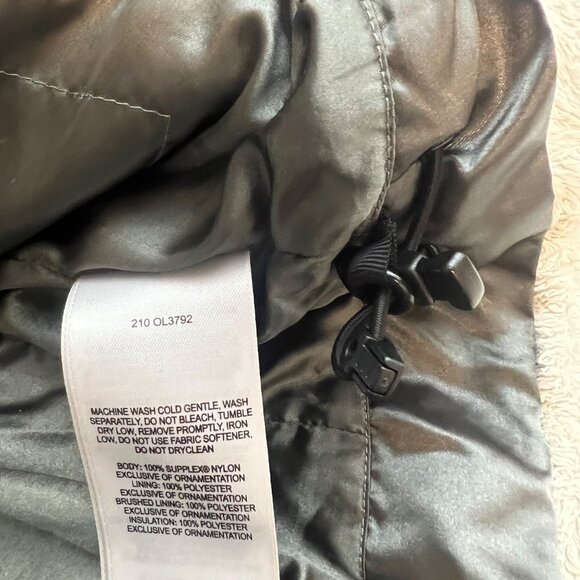 210 OL3792
MACHINE WASH COLD GENTLE, WASH
SEPARATELY, DO NOT BLEACH, TUMBLE
DRY LOW, REMOVE PROMPTLY, IRON
LOW, DO NOT USE FABRIC SOFTENER.
DO NOT DRYCLEAN
BODY: 100% SUPPLEX® NYLON
EXCLUSIVE OF ORNAMENTATION
LINING: 100% POLYESTER
EXCLUSIVE OF ORNAMENTATION
BRUSHED LINING: 100% POLYESTER
EXCLUSIVE OF ORNAMENTATION
INSULATION: 100% POLYESTER
EXCLUSIVE OF ORNAMENTATION